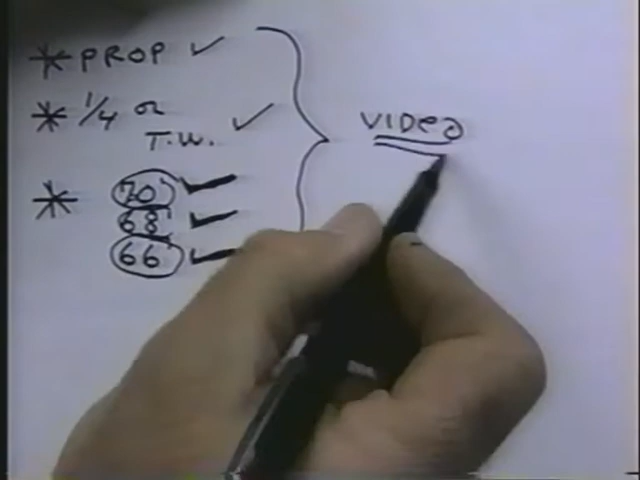 * PROP ✓
* 1/4 or ✓
T.W.
* 70' ✓
68' ✓
66' ✓
VIDEO